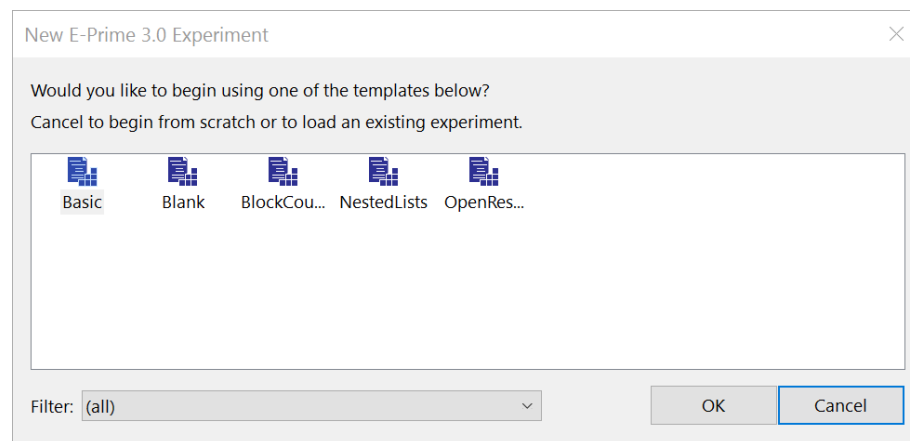 New E-Prime 3.0 Experiment
Would you like to begin using one of the templates below?
Cancel to begin from scratch or to load an existing experiment.
Basic Blank BlockCou... NestedLists OpenRes...
Filter: (all) OK Cancel